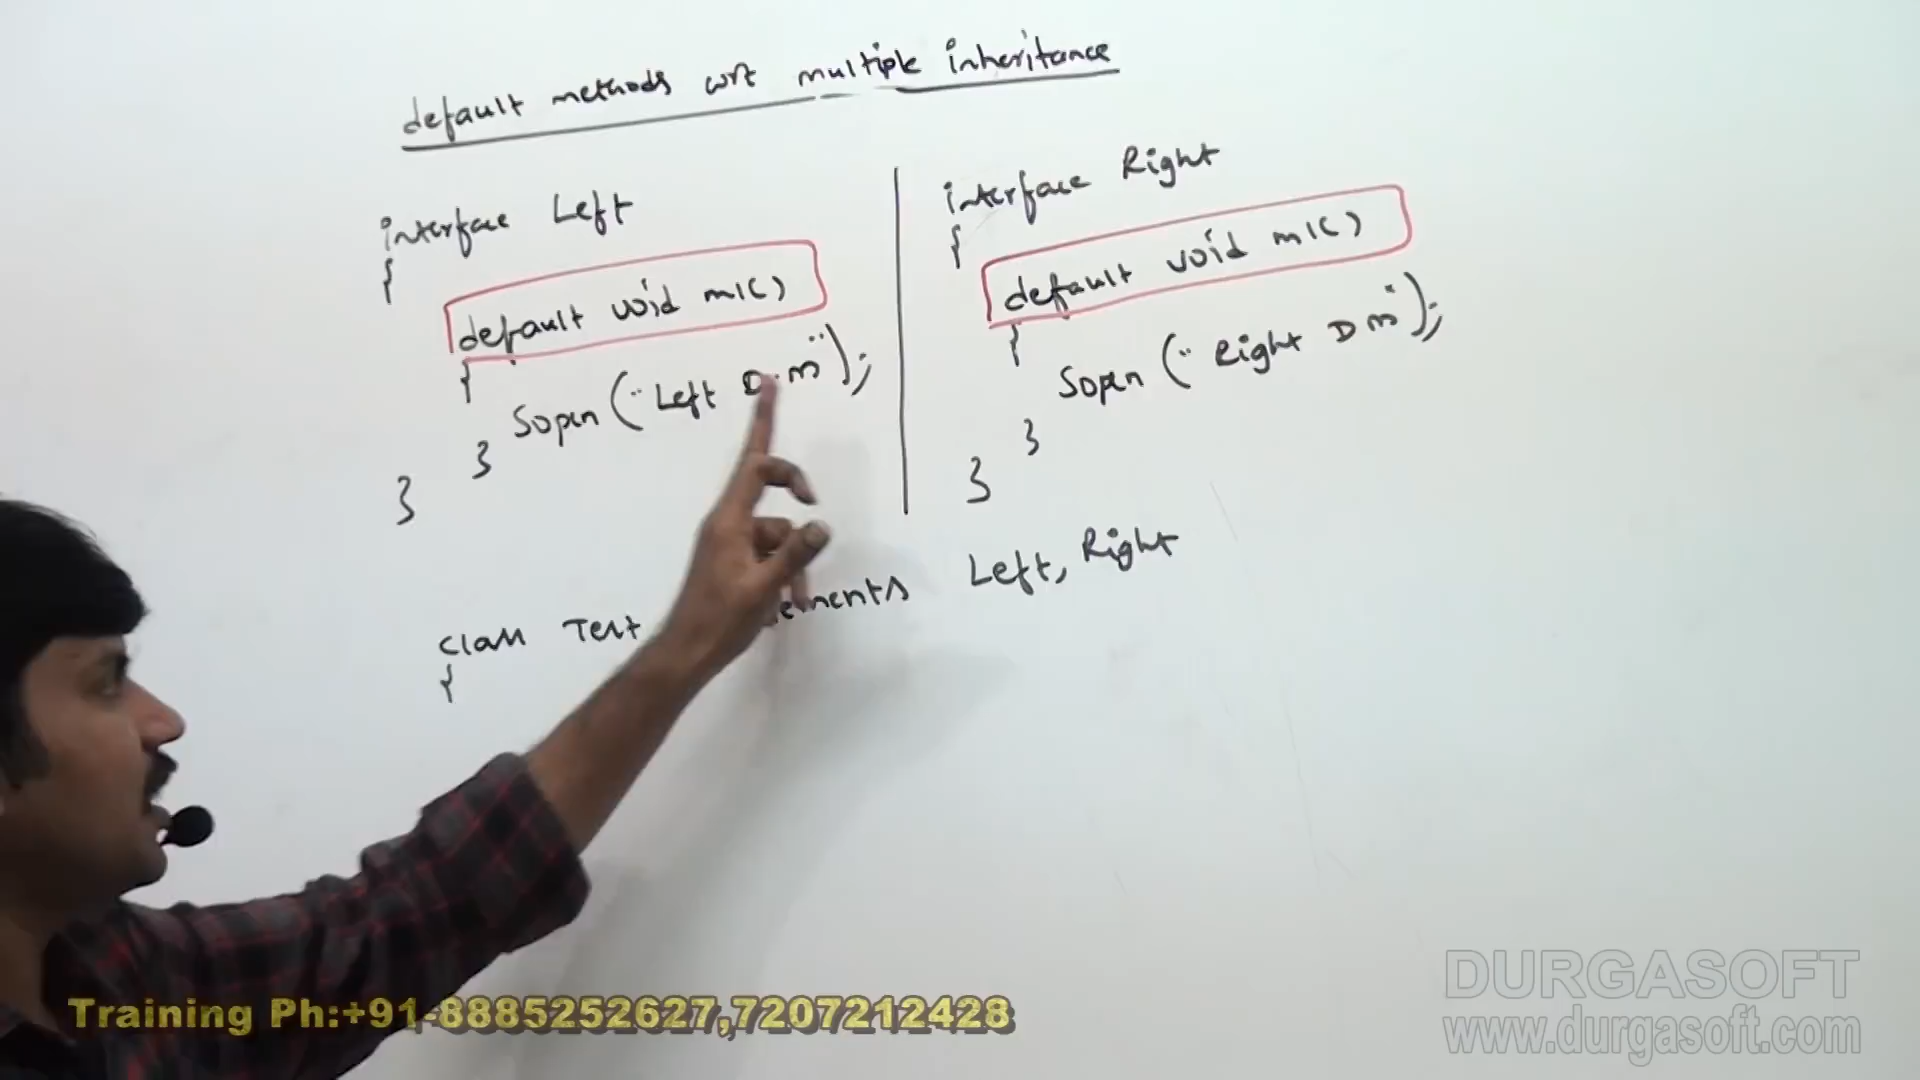 default methods wrt multiple inheritance
interface Left
{
default void m1()
{
Sopln ("Left D.M");
}
}
interface Right
{
default void m1()
{
Sopln ("Right DM");
}
}
class Test ements Left, Right
{
Training Ph:+91-8885252627,7207212428
DURGASOFT
www.durgasoft.com